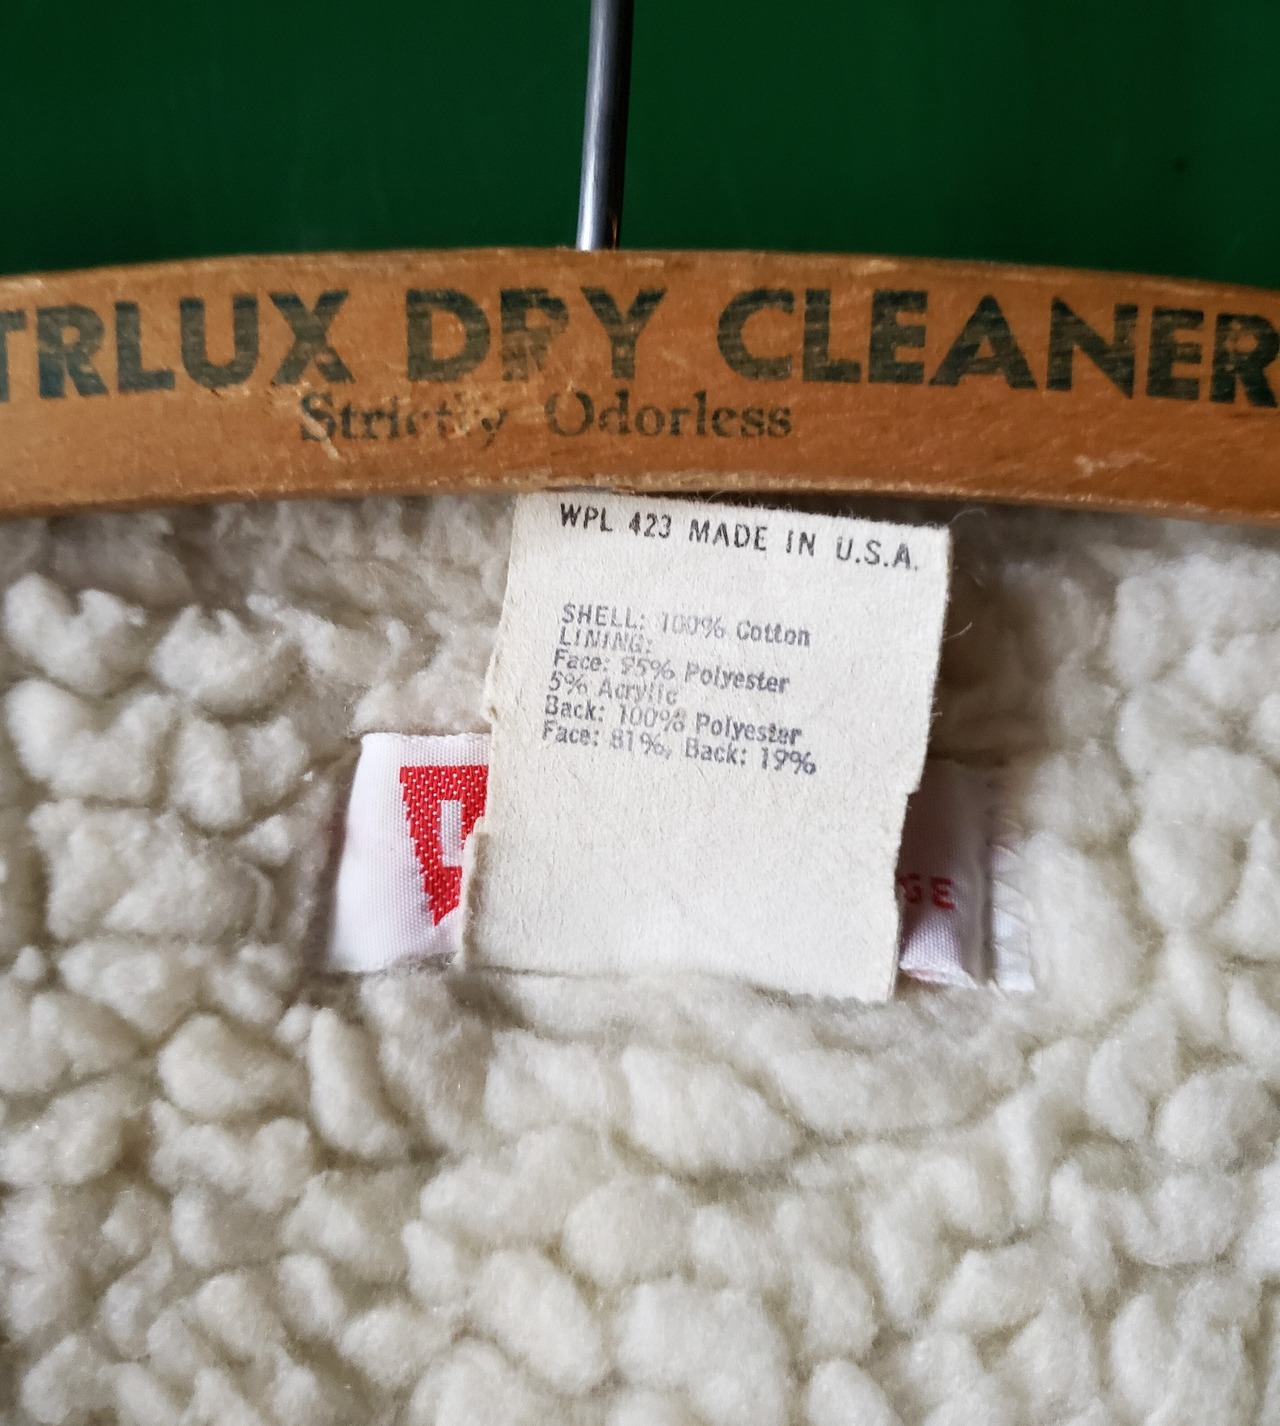 TRLUX DRY CLEANER
Strictly Odorless
WPL 423 MADE IN U.S.A.
SHELL: 100% Cotton
LINING:
Face: 95% Polyester
5% Acrylic
Back: 100% Polyester
Face: 81%, Back: 19%
GE